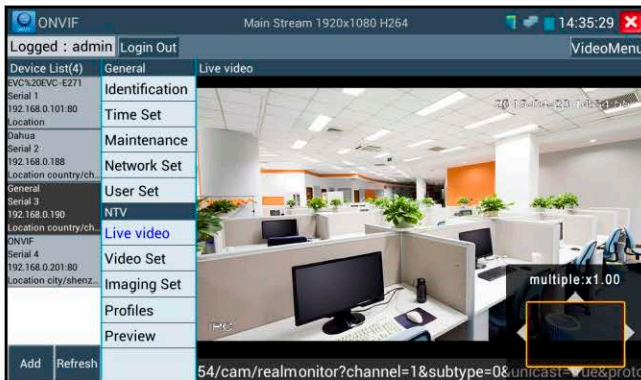 ONVIF
Main Stream 1920x1080 H264
14:35:29
Logged : admin
Login Out
VideoMenu
Device List(4)
EVC%20EVC-E271
Serial 1
192.168.0.101:80
Location
Dahua
Serial 2
192.168.0.188
Location country/ch..
General
Serial 3
192.168.0.190
Location country/ch..
ONVIF
Serial 4
192.168.0.201:80
Location city/shenz..
Add
Refresh
General
Identification
Time Set
Maintenance
Network Set
User Set
NTV
Live video
Video Set
Imaging Set
Profiles
Preview
Live video
IPC
multiple:x1.00
54/cam/realmonitor?channel=1&subtype=0&unicast=true&proto